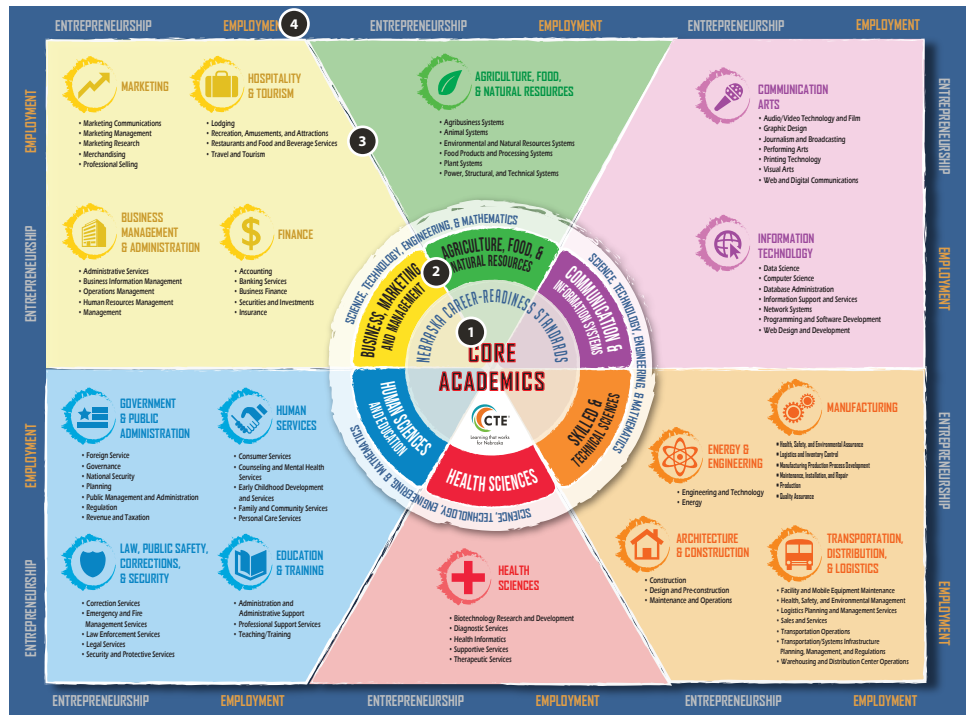 ENTREPRENEURSHIP EMPLOYMENT 4 ENTREPRENEURSHIP EMPLOYMENT ENTREPRENEURSHIP EMPLOYMENT
EMPLOYMENT
ENTREPRENEURSHIP
MARKETING
• Marketing Communications
• Marketing Management
• Marketing Research
• Merchandising
• Professional Selling
HOSPITALITY
& TOURISM
• Lodging
• Recreation, Amusements, and Attractions
• Restaurants and Food and Beverage Services
• Travel and Tourism
3
BUSINESS
MANAGEMENT
& ADMINISTRATION
• Administrative Services
• Business Information Management
• Operations Management
• Human Resources Management
• Management
$
FINANCE
• Accounting
• Banking Services
• Business Finance
• Securities and Investments
• Insurance
AGRICULTURE, FOOD,
& NATURAL RESOURCES
• Agribusiness Systems
• Animal Systems
• Environmental and Natural Resources Systems
• Food Products and Processing Systems
• Plant Systems
• Power, Structural, and Technical Systems
COMMUNICATION
ARTS
• Audio/Video Technology and Film
• Graphic Design
• Journalism and Broadcasting
• Performing Arts
• Printing Technology
• Visual Arts
• Web and Digital Communications
INFORMATION
TECHNOLOGY
• Data Science
• Computer Science
• Database Administration
• Information Support and Services
• Network Systems
• Programming and Software Development
• Web Design and Development
ENTREPRENEURSHIP
EMPLOYMENT
SCIENCE, TECHNOLOGY, ENGINEERING, & MATHEMATICS
SCIENCE, TECHNOLOGY, ENGINEERING, & MATHEMATICS
SCIENCE, TECHNOLOGY, ENGINEERING, & MATHEMATICS
AGRICULTURE, FOOD, &
NATURAL RESOURCES
COMMUNICATION &
INFORMATION SYSTEMS
SKILLED &
TECHNICAL SCIENCES
HEALTH SCIENCES
HUMAN SCIENCES
AND EDUCATION
BUSINESS, MARKETING
AND MANAGEMENT
2
NEBRASKA CAREER-READINESS STANDARDS
1
CORE
ACADEMICS
CTE®
Learning that works
for Nebraska
EMPLOYMENT
ENTREPRENEURSHIP
GOVERNMENT
& PUBLIC
ADMINISTRATION
• Foreign Service
• Governance
• National Security
• Planning
• Public Management and Administration
• Regulation
• Revenue and Taxation
HUMAN
SERVICES
• Consumer Services
• Counseling and Mental Health
Services
• Early Childhood Development
and Services
• Family and Community Services
• Personal Care Services
LAW, PUBLIC SAFETY,
CORRECTIONS,
& SECURITY
• Correction Services
• Emergency and Fire
Management Services
• Law Enforcement Services
• Legal Services
• Security and Protective Services
EDUCATION
& TRAINING
• Administration and
Administrative Support
• Professional Support Services
• Teaching/Training
HEALTH
SCIENCES
• Biotechnology Research and Development
• Diagnostic Services
• Health Informatics
• Supportive Services
• Therapeutic Services
ENERGY &
ENGINEERING
• Engineering and Technology
• Energy
MANUFACTURING
• Health, Safety, and Environmental Assurance
• Logistics and Inventory Control
• Manufacturing Production Process Development
• Maintenance, Installation, and Repair
• Production
• Quality Assurance
ARCHITECTURE
& CONSTRUCTION
• Construction
• Design and Pre-construction
• Maintenance and Operations
TRANSPORTATION,
DISTRIBUTION,
& LOGISTICS
• Facility and Mobile Equipment Maintenance
• Health, Safety, and Environmental Management
• Logistics Planning and Management Services
• Sales and Services
• Transportation Operations
• Transportation/Systems Infrastructure
Planning, Management, and Regulations
• Warehousing and Distribution Center Operations
ENTREPRENEURSHIP
EMPLOYMENT
ENTREPRENEURSHIP EMPLOYMENT ENTREPRENEURSHIP EMPLOYMENT ENTREPRENEURSHIP EMPLOYMENT